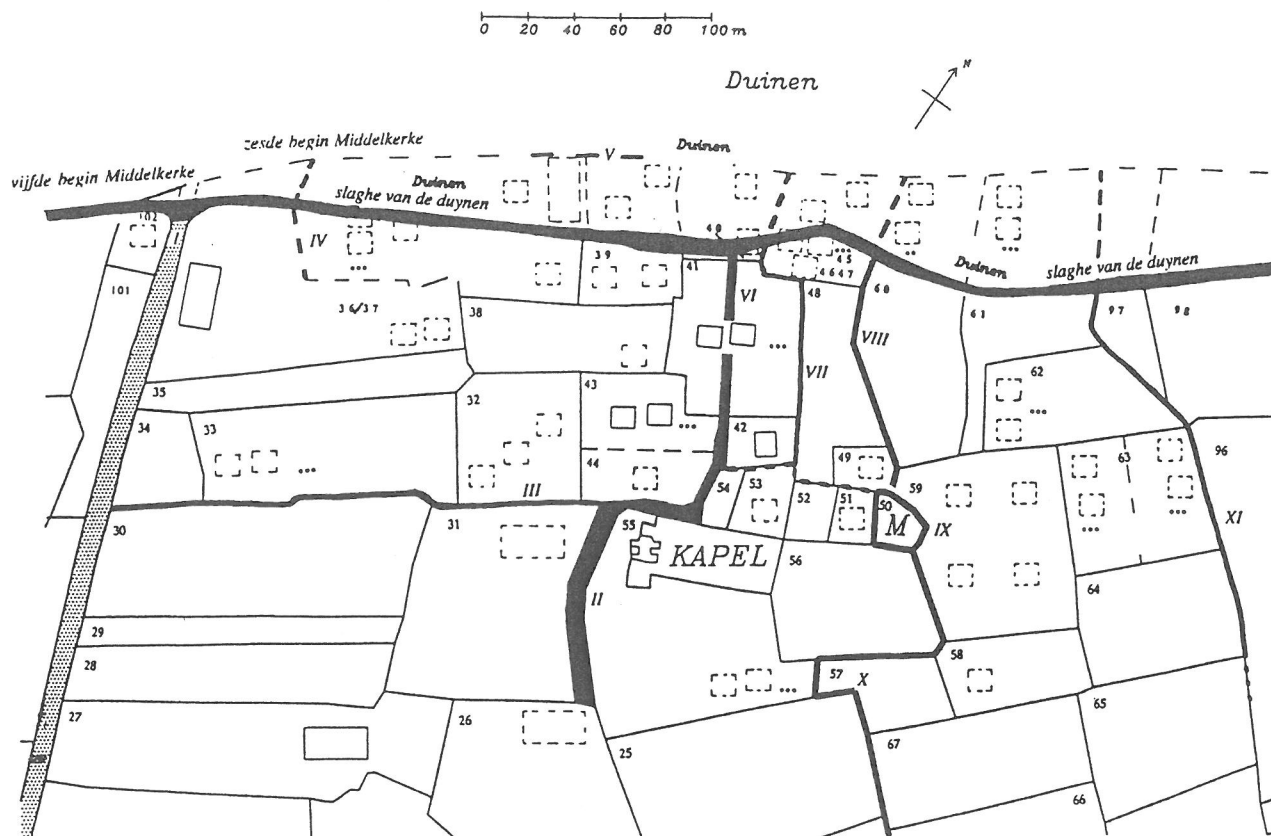 0 20 40 60 80 100 m
Duinen
N
zesde begin Middelkerke
vijfde begin Middelkerke
V
Duinen
Duinen
slaghe van de duynen
102
IV
40
39
41
45
46 47
48
60
Duinen
slaghe van de duynen
101
36/37
38
VI
VII
VIII
61
97
98
62
35
43
32
34
33
42
44
49
63
96
III
54
53
52
51
50
59
M
IX
XI
30
31
55
KAPEL
56
64
II
29
28
57
X
58
65
27
26
25
67
66